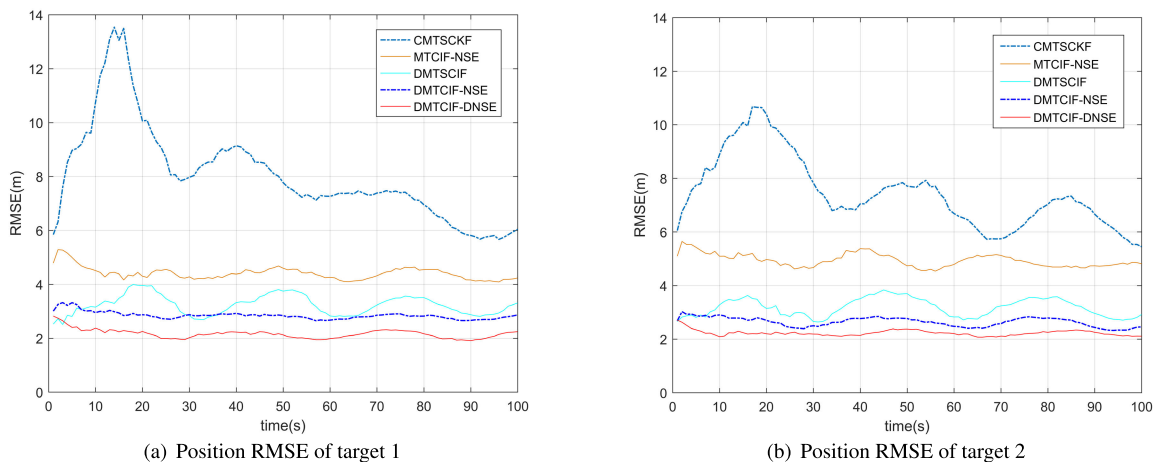 14
12
10
8
6
4
2
0
RMSE(m)
CMTSCKF
MTCIF-NSE
DMTSCIF
DMTCIF-NSE
DMTCIF-DNSE
0 10 20 30 40 50 60 70 80 90 100
time(s)
(a) Position RMSE of target 1
14
12
10
8
6
4
2
0
RMSE(m)
CMTSCKF
MTCIF-NSE
DMTSCIF
DMTCIF-NSE
DMTCIF-DNSE
0 10 20 30 40 50 60 70 80 90 100
time(s)
(b) Position RMSE of target 2